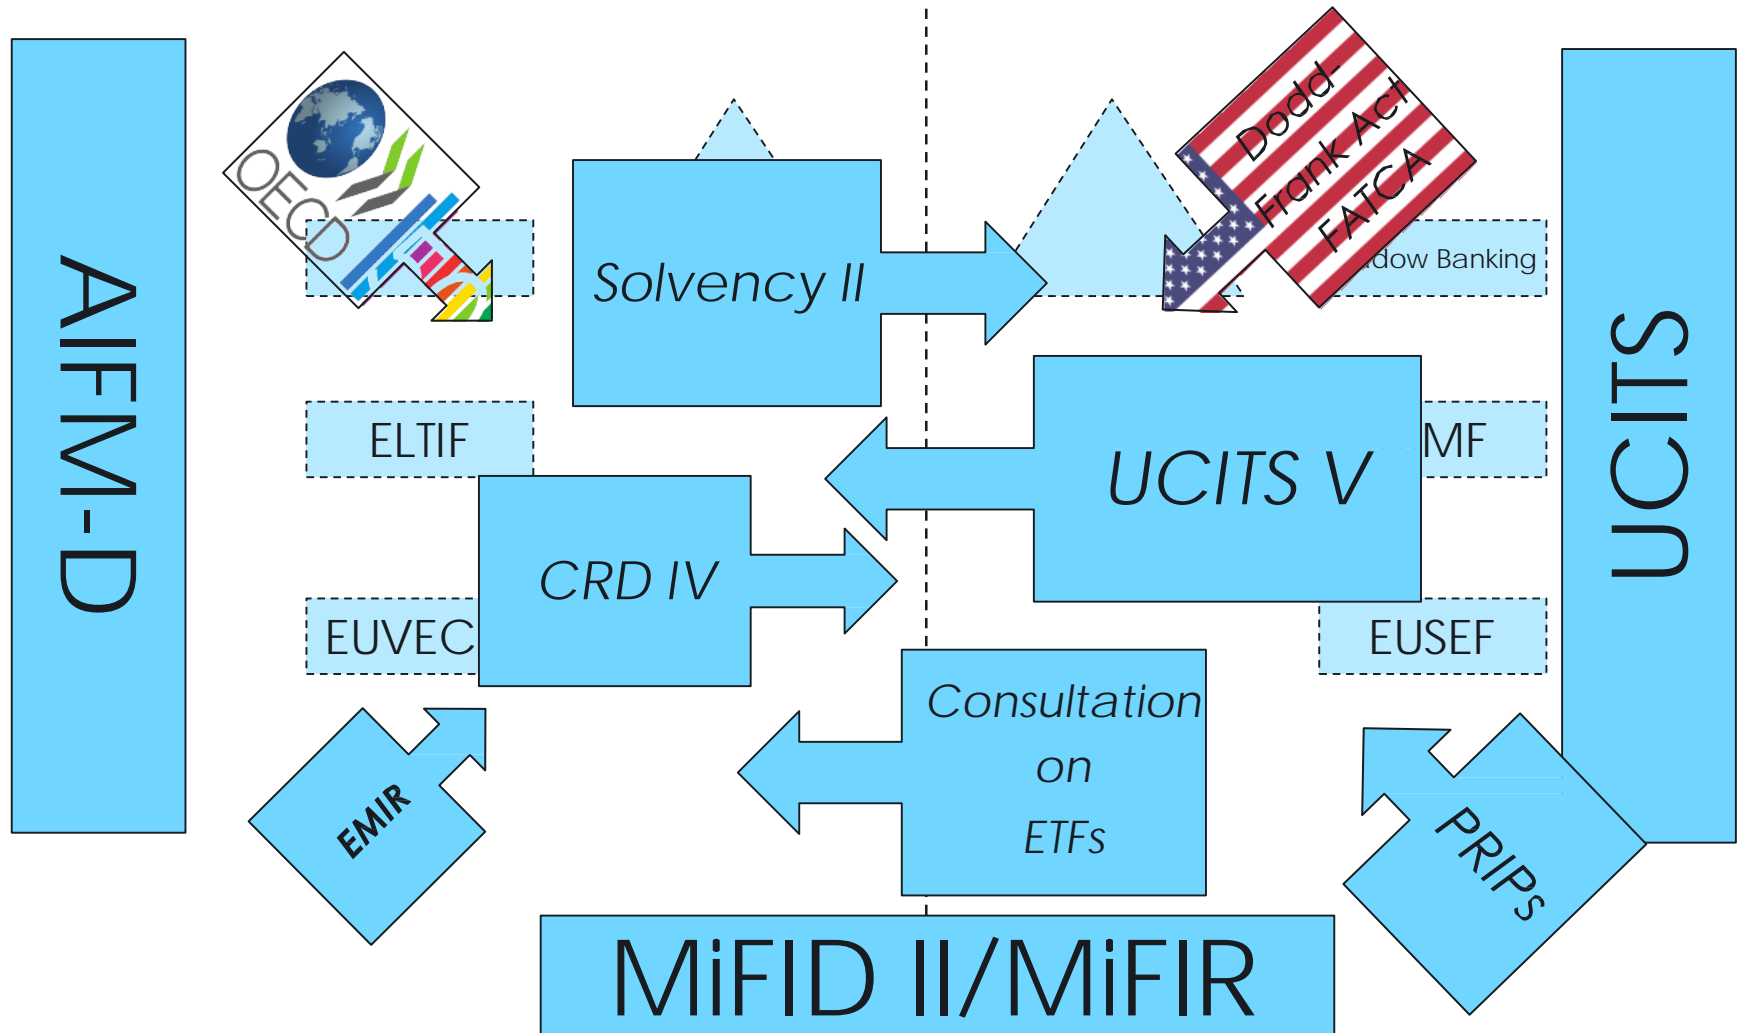 AIFM-D
OECD
Solvency II
Dodd-
Frank Act
FATCA
dow Banking
UCITS
ELTIF
UCITS V
MF
CRD IV
EUVEC
EUSEF
Consultation
on
ETFs
EMIR
PRIPs
MiFID II/MiFIR